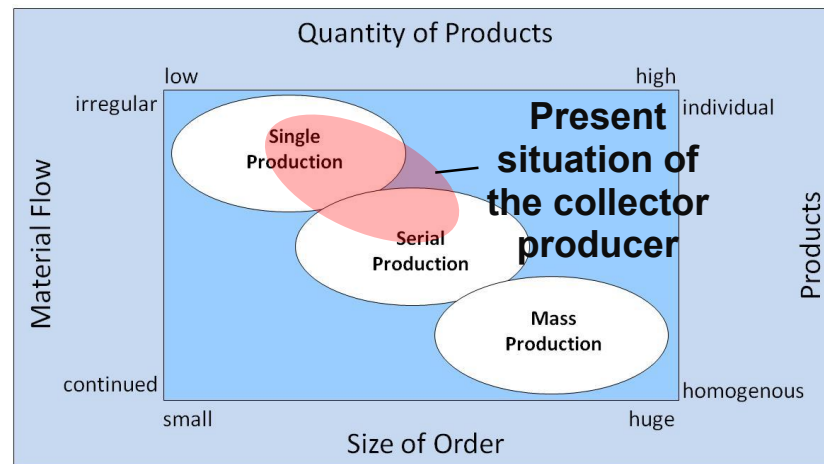 Quantity of Products
low
high
irregular
individual
Single
Production
Present
situation of
the collector
producer
Material Flow
Products
Serial
Production
Mass
Production
continued
homogenous
small
huge
Size of Order